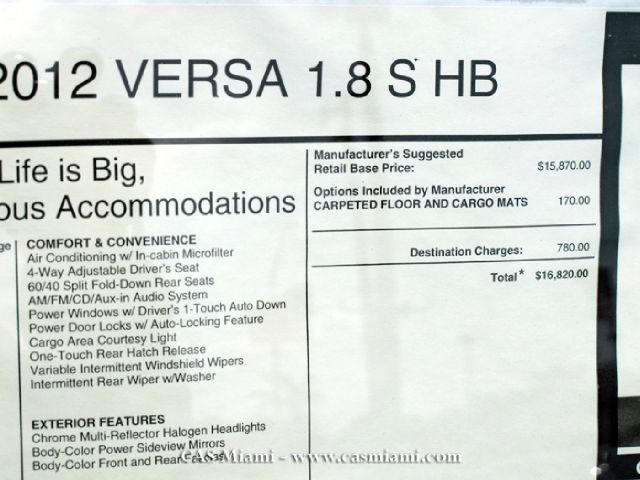 2012 VERSA 1.8 S HB
Life is Big,
ous Accommodations
ge
COMFORT & CONVENIENCE
Air Conditioning w/ In-cabin Microfilter
4-Way Adjustable Driver's Seat
60/40 Split Fold-Down Rear Seats
AM/FM/CD/Aux-in Audio System
Power Windows w/ Driver's 1-Touch Auto Down
Power Door Locks w/ Auto-Locking Feature
Cargo Area Courtesy Light
One-Touch Rear Hatch Release
Variable Intermittent Windshield Wipers
Intermittent Rear Wiper w/Washer
EXTERIOR FEATURES
Chrome Multi-Reflector Halogen Headlights
Body-Color Power Sideview Mirrors
Body-Color Front and Rear
Manufacturer's Suggested
Retail Base Price: $15,870.00
Options Included by Manufacturer
CARPETED FLOOR AND CARGO MATS 170.00
Destination Charges: 780.00
Total* $16,820.00
CAS Miami - www.casmiami.com